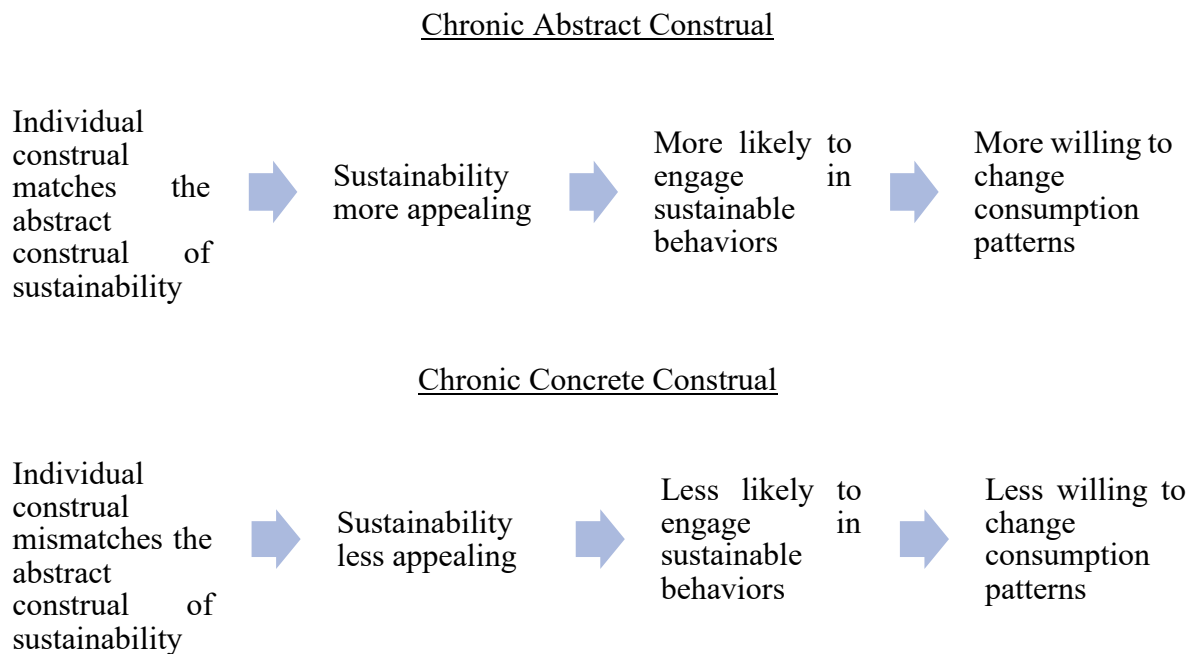 Chronic Abstract Construal
Individual
construal
matches the
abstract
construal of
sustainability
Sustainability
more appealing
More likely to
engage in
sustainable
behaviors
More willing to
change
consumption
patterns
Chronic Concrete Construal
Individual
construal
mismatches the
abstract
construal of
sustainability
Sustainability
less appealing
Less likely to
engage in
sustainable
behaviors
Less willing to
change
consumption
patterns